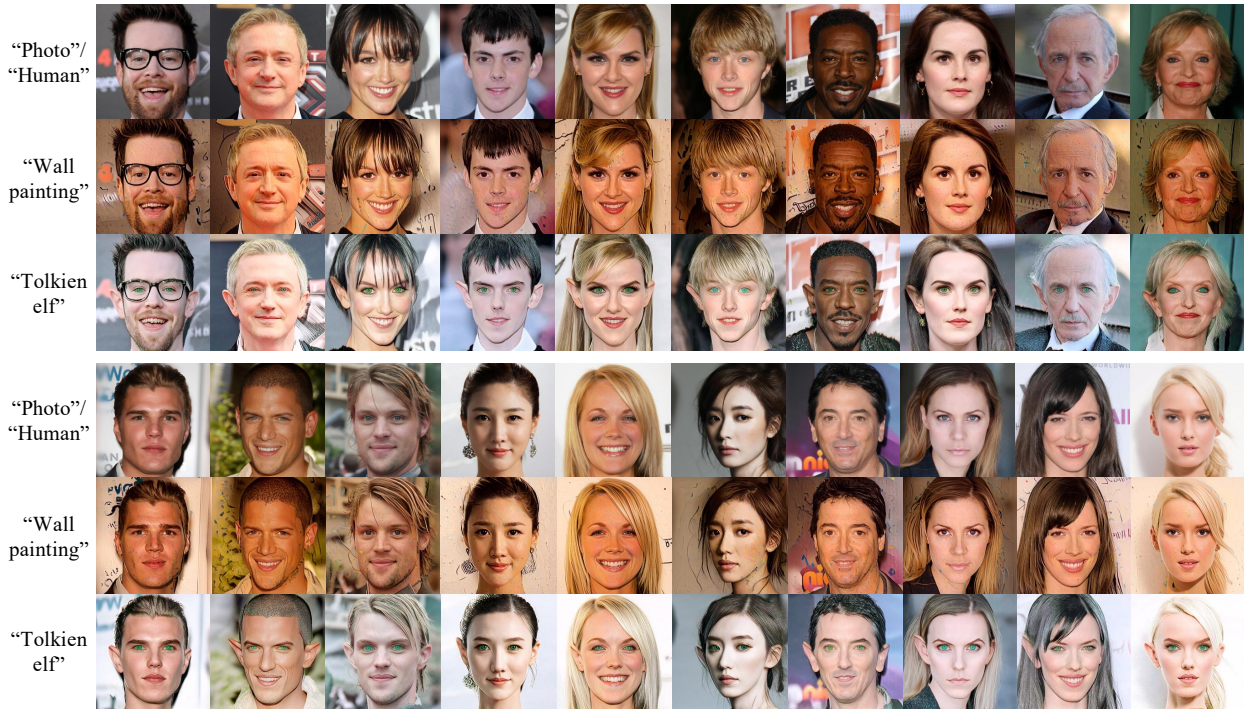 “Photo”/
“Human”
“Wall
painting”
“Tolkien
elf”
“Photo”/
“Human”
“Wall
painting”
“Tolkien
elf”